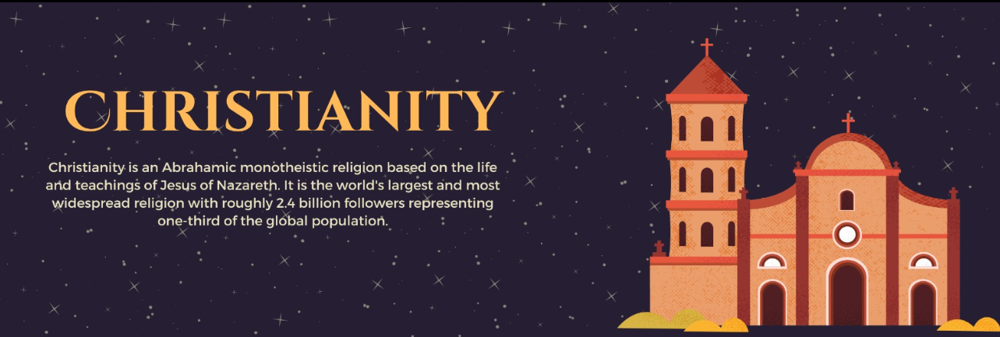 CHRISTIANITY
Christianity is an Abrahamic monotheistic religion based on the life
and teachings of Jesus of Nazareth. It is the world's largest and most
widespread religion with roughly 2.4 billion followers representing
one-third of the global population.